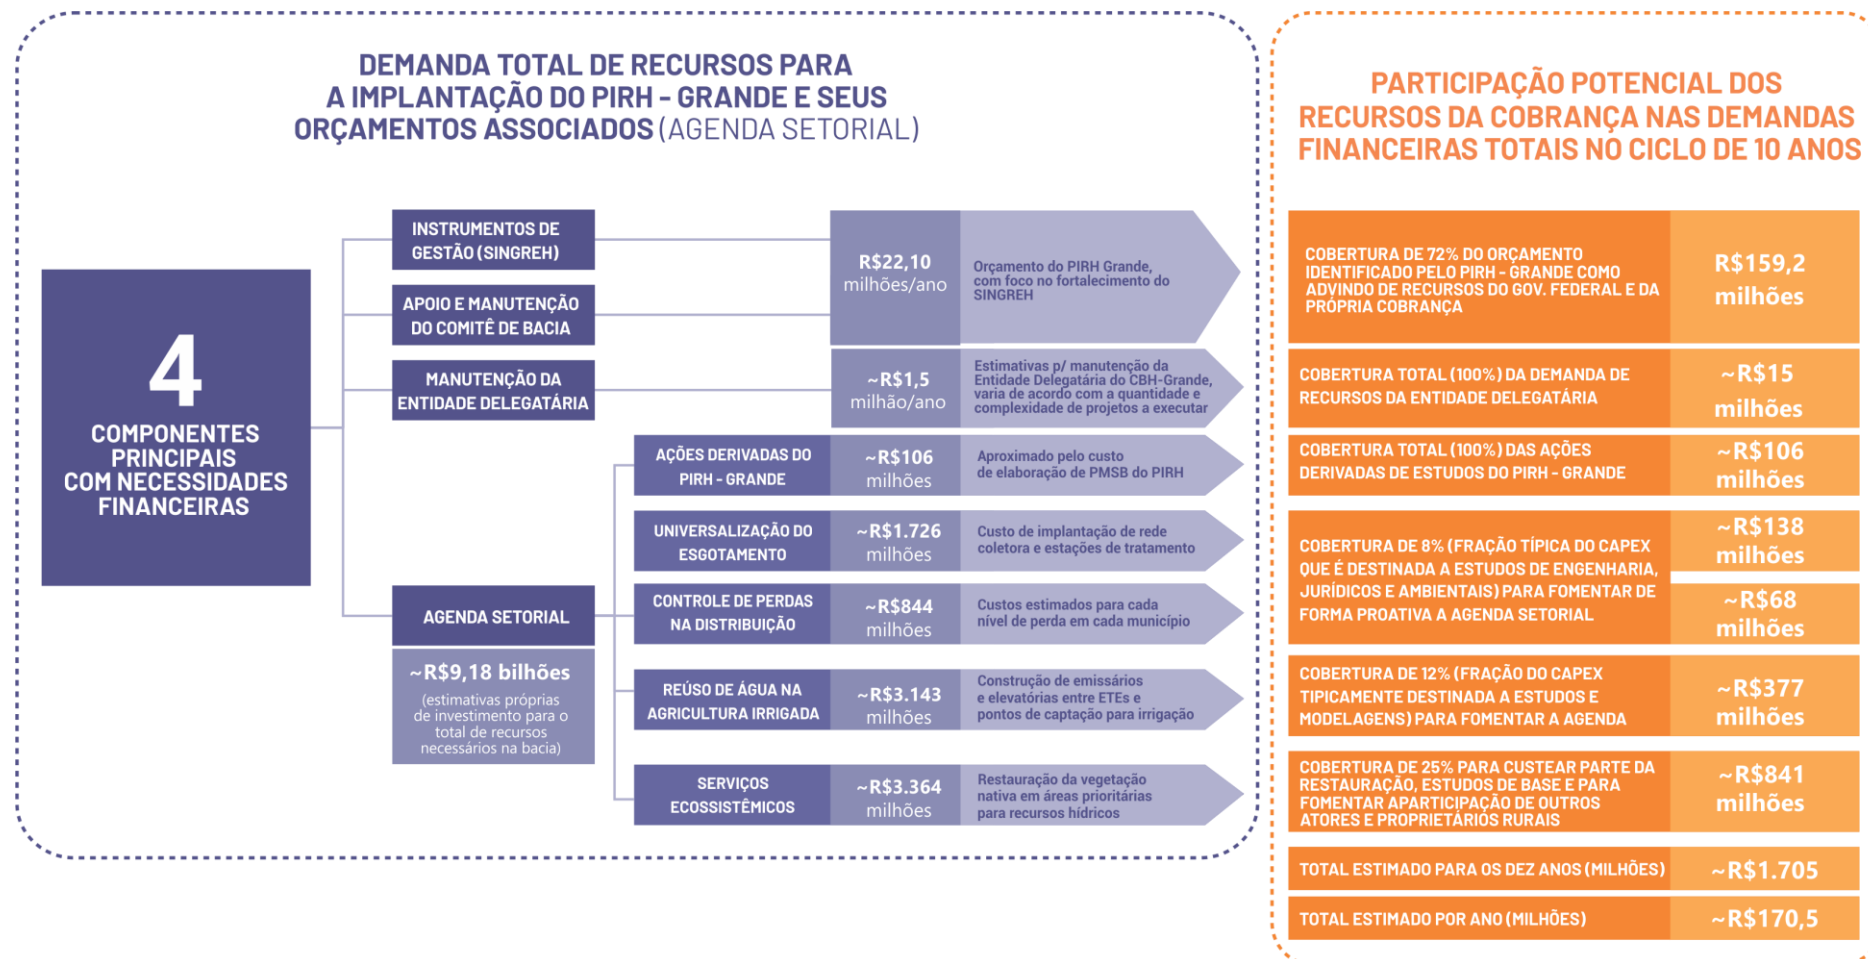 DEMANDA TOTAL DE RECURSOS PARA
A IMPLANTAÇÃO DO PIRH - GRANDE E SEUS
ORÇAMENTOS ASSOCIADOS (AGENDA SETORIAL)
4
COMPONENTES
PRINCIPAIS
COM NECESSIDADES
FINANCEIRAS
INSTRUMENTOS DE
GESTÃO (SINGREH)
APOIO E MANUTENÇÃO
DO COMITÊ DE BACIA
R$22,10
milhões/ano
Orçamento do PIRH Grande,
com foco no fortalecimento do
SINGREH
MANUTENÇÃO DA
ENTIDADE DELEGATÁRIA
~R$1,5
milhão/ano
Estimativas p/ manutenção da
Entidade Delegatária do CBH-Grande,
varia de acordo com a quantidade e
complexidade de projetos a executar
AGENDA SETORIAL
~R$9,18 bilhões
(estimativas próprias
de investimento para o
total de recursos
necessários na bacia)
AÇÕES DERIVADAS DO
PIRH - GRANDE
~R$106
milhões
Aproximado pelo custo
de elaboração de PMSB do PIRH
UNIVERSALIZAÇÃO DO
ESGOTAMENTO
~R$1.726
milhões
Custo de implantação de rede
coletora e estações de tratamento
CONTROLE DE PERDAS
NA DISTRIBUIÇÃO
~R$844
milhões
Custos estimados para cada
nível de perda em cada município
REÚSO DE ÁGUA NA
AGRICULTURA IRRIGADA
~R$3.143
milhões
Construção de emissários
e elevatórias entre ETEs e
pontos de captação para irrigação
SERVIÇOS
ECOSSISTÊMICOS
~R$3.364
milhões
Restauração da vegetação
nativa em áreas prioritárias
para recursos hídricos
PARTICIPAÇÃO POTENCIAL DOS
RECURSOS DA COBRANÇA NAS DEMANDAS
FINANCEIRAS TOTAIS NO CICLO DE 10 ANOS
COBERTURA DE 72% DO ORÇAMENTO
IDENTIFICADO PELO PIRH - GRANDE COMO
ADVINDO DE RECURSOS DO GOV. FEDERAL E DA
PRÓPRIA COBRANÇA
R$159,2
milhões
COBERTURA TOTAL (100%) DA DEMANDA DE
RECURSOS DA ENTIDADE DELEGATÁRIA
~R$15
milhões
COBERTURA TOTAL (100%) DAS AÇÕES
DERIVADAS DE ESTUDOS DO PIRH - GRANDE
~R$106
milhões
COBERTURA DE 8% (FRAÇÃO TÍPICA DO CAPEX
QUE É DESTINADA A ESTUDOS DE ENGENHARIA,
JURÍDICOS E AMBIENTAIS) PARA FOMENTAR DE
FORMA PROATIVA A AGENDA SETORIAL
~R$138
milhões
~R$68
milhões
COBERTURA DE 12% (FRAÇÃO DO CAPEX
TIPICAMENTE DESTINADA A ESTUDOS E
MODELAGENS) PARA FOMENTAR A AGENDA
~R$377
milhões
COBERTURA DE 25% PARA CUSTEAR PARTE DA
RESTAURAÇÃO, ESTUDOS DE BASE E PARA
FOMENTAR APARTICIPAÇÃO DE OUTROS
ATORES E PROPRIETÁRIOS RURAIS
~R$841
milhões
TOTAL ESTIMADO PARA OS DEZ ANOS (MILHÕES)
~R$1.705
TOTAL ESTIMADO POR ANO (MILHÕES)
~R$170,5